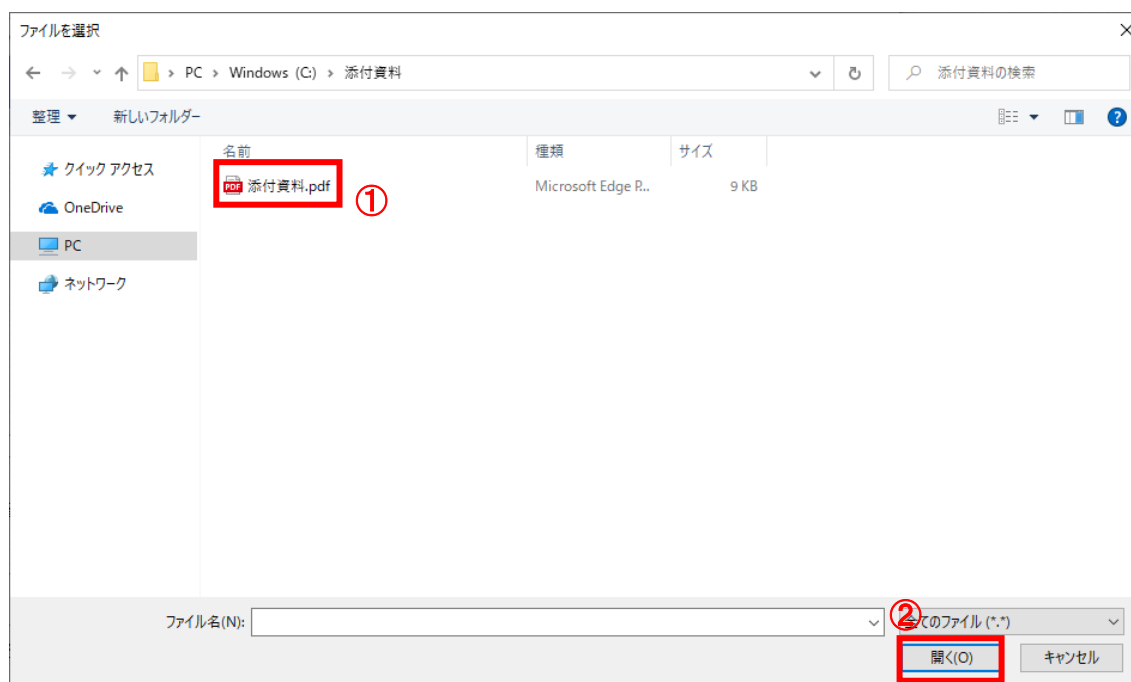 ファイルを選択
PC › Windows (C:) › 添付資料
添付資料の検索
整理 新しいフォルダー
名前 種類 サイズ
クイック アクセス
添付資料.pdf Microsoft Edge P... 9 KB
①
OneDrive
PC
ネットワーク
ファイル名(N):
② 全てのファイル (*.*)
開く(O) キャンセル